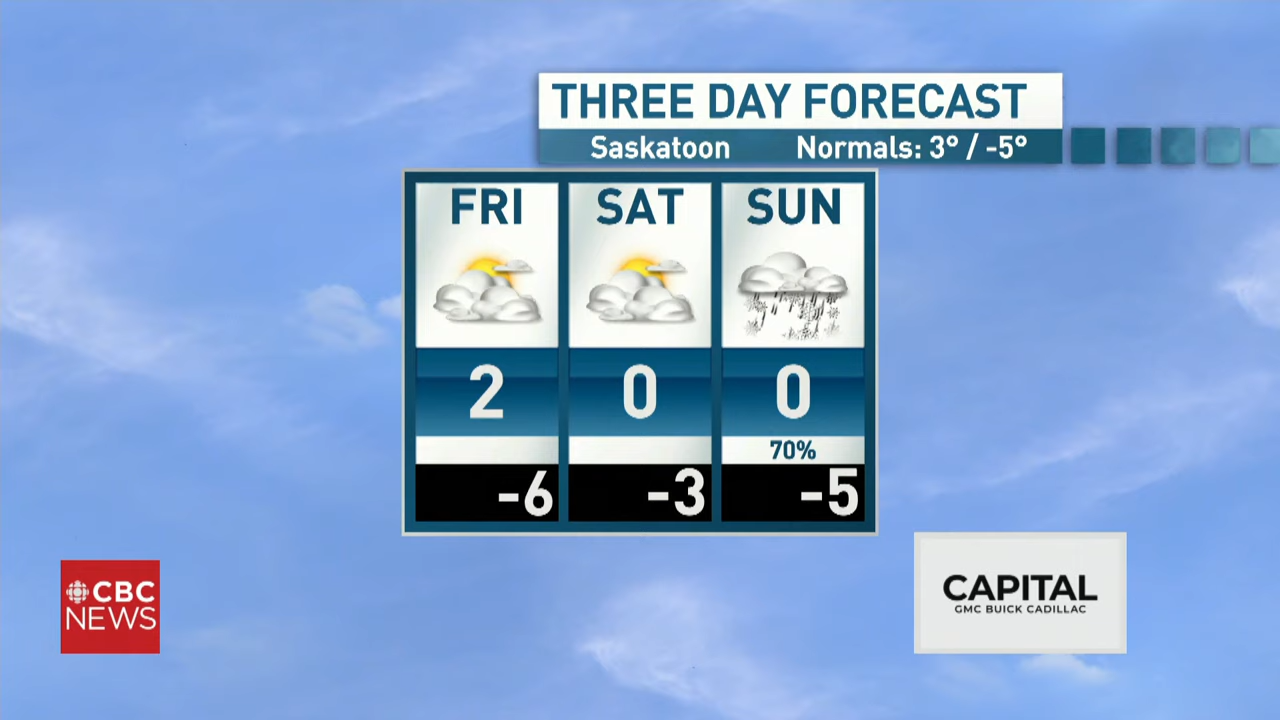 THREE DAY FORECAST
Saskatoon Normals: 3° / -5°
FRI SAT SUN
2 0 0
70%
-6 -3 -5
CBC
NEWS
CAPITAL
GMC BUICK CADILLAC